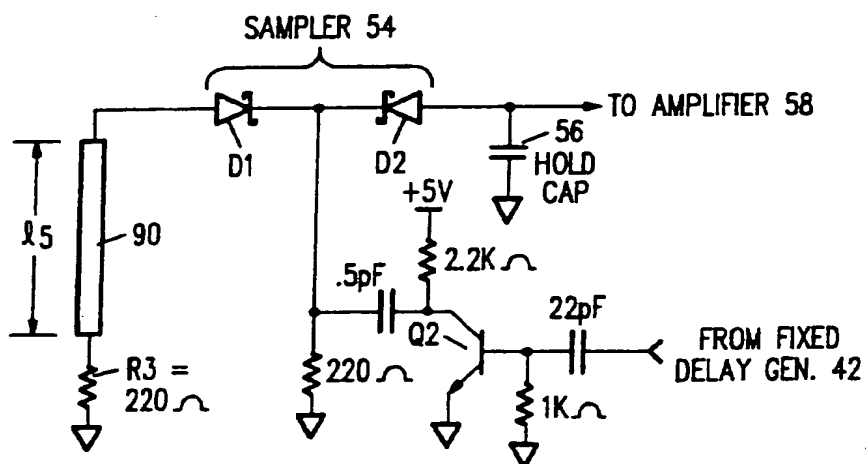 SAMPLER 54
D1
D2
TO AMPLIFIER 58
56
HOLD
CAP
+5V
ℓ5
90
2.2K Ω
.5pF
22pF
Q2
FROM FIXED
DELAY GEN. 42
R3 =
220 Ω
220 Ω
1K Ω